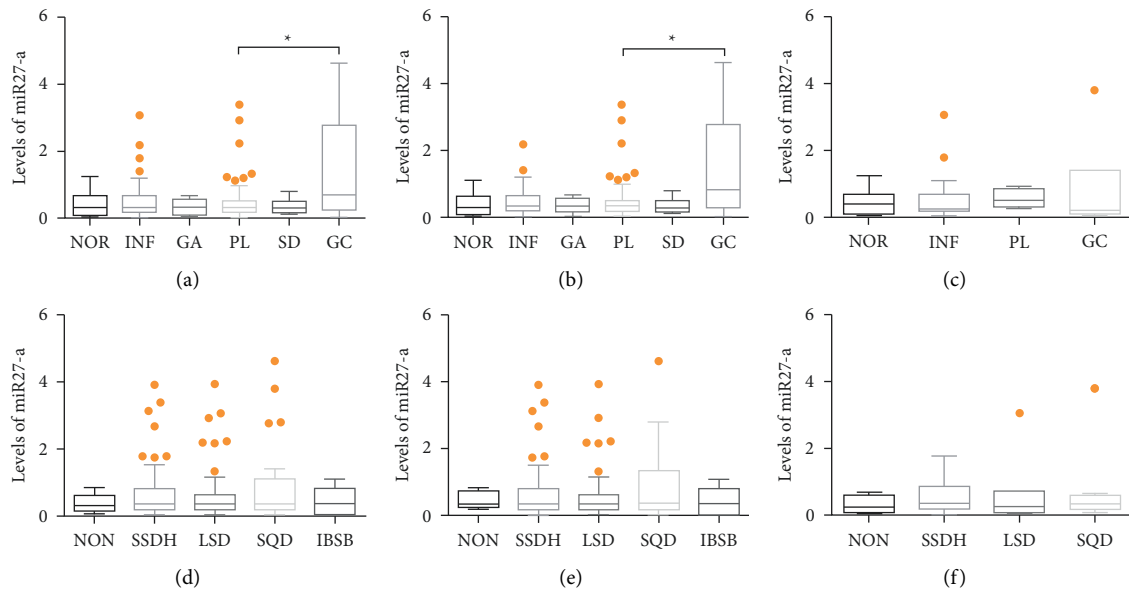 Levels of miR27-a
6
4
2
0
*
NOR INF GA PL SD GC
(a)
Levels of miR27-a
6
4
2
0
*
NOR INF GA PL SD GC
(b)
Levels of miR27-a
6
4
2
0
NOR INF PL GC
(c)
Levels of miR27-a
6
4
2
0
NON SSDH LSD SQD IBSB
(d)
Levels of miR27-a
6
4
2
0
NON SSDH LSD SQD IBSB
(e)
Levels of miR27-a
6
4
2
0
NON SSDH LSD SQD
(f)